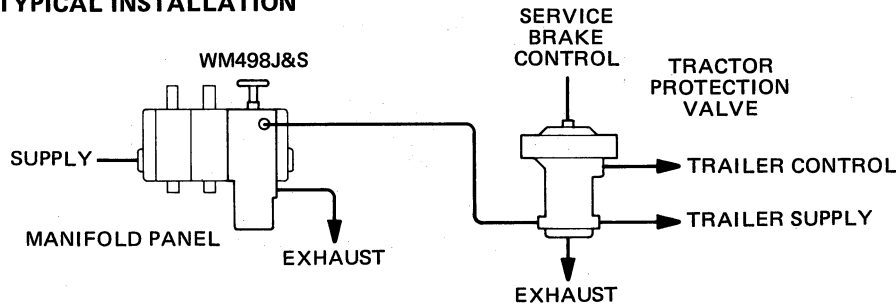 TYPICAL INSTALLATION
SERVICE
BRAKE
CONTROL
WM498J&S
TRACTOR
PROTECTION
VALVE
SUPPLY
TRAILER CONTROL
TRAILER SUPPLY
MANIFOLD PANEL
EXHAUST
EXHAUST